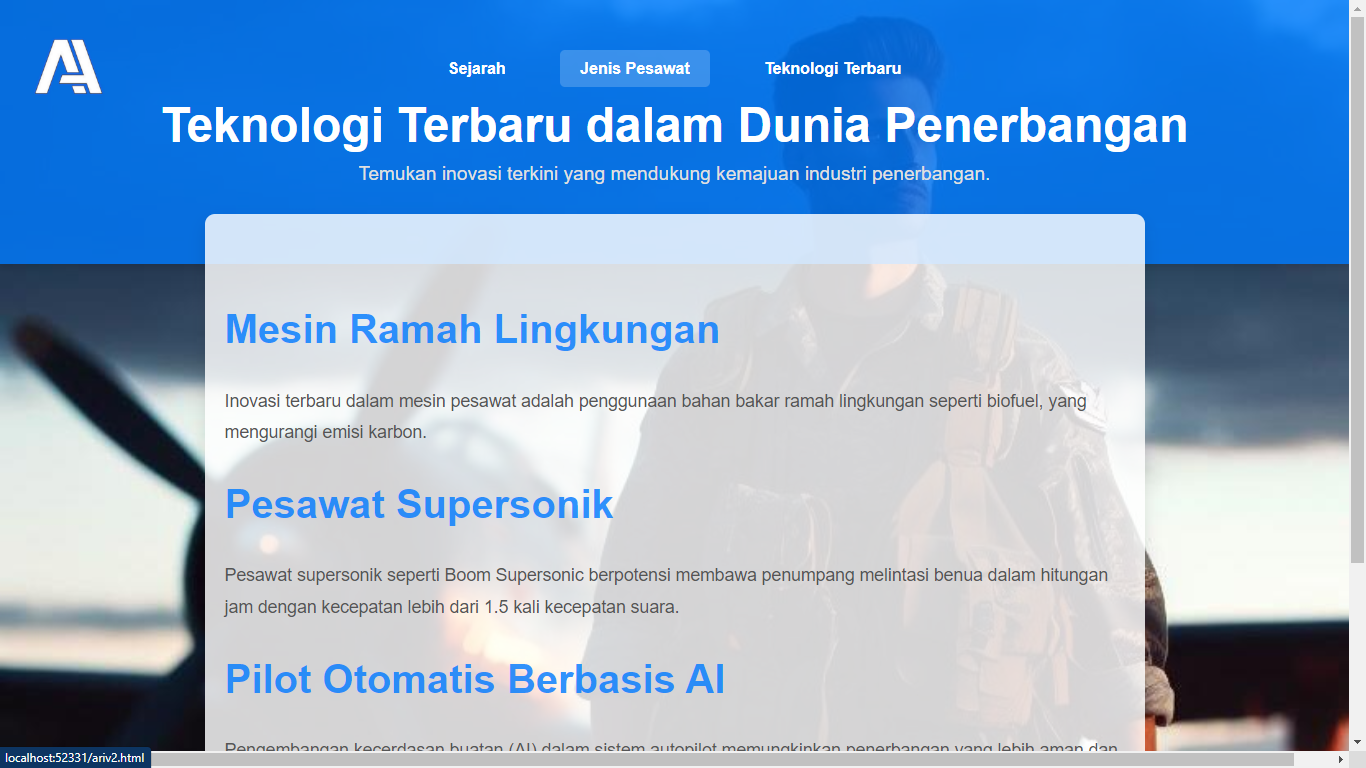 Sejarah
Jenis Pesawat
Teknologi Terbaru
Teknologi Terbaru dalam Dunia Penerbangan
Temukan inovasi terkini yang mendukung kemajuan industri penerbangan.
Mesin Ramah Lingkungan
Inovasi terbaru dalam mesin pesawat adalah penggunaan bahan bakar ramah lingkungan seperti biofuel, yang
mengurangi emisi karbon.
Pesawat Supersonik
Pesawat supersonik seperti Boom Supersonic berpotensi membawa penumpang melintasi benua dalam hitungan
jam dengan kecepatan lebih dari 1.5 kali kecepatan suara.
Pilot Otomatis Berbasis AI
Pengembangan kecerdasan buatan (AI) dalam sistem autopilot memungkinkan penerbangan yang lebih aman dan
localhost:52331/ariv2.html